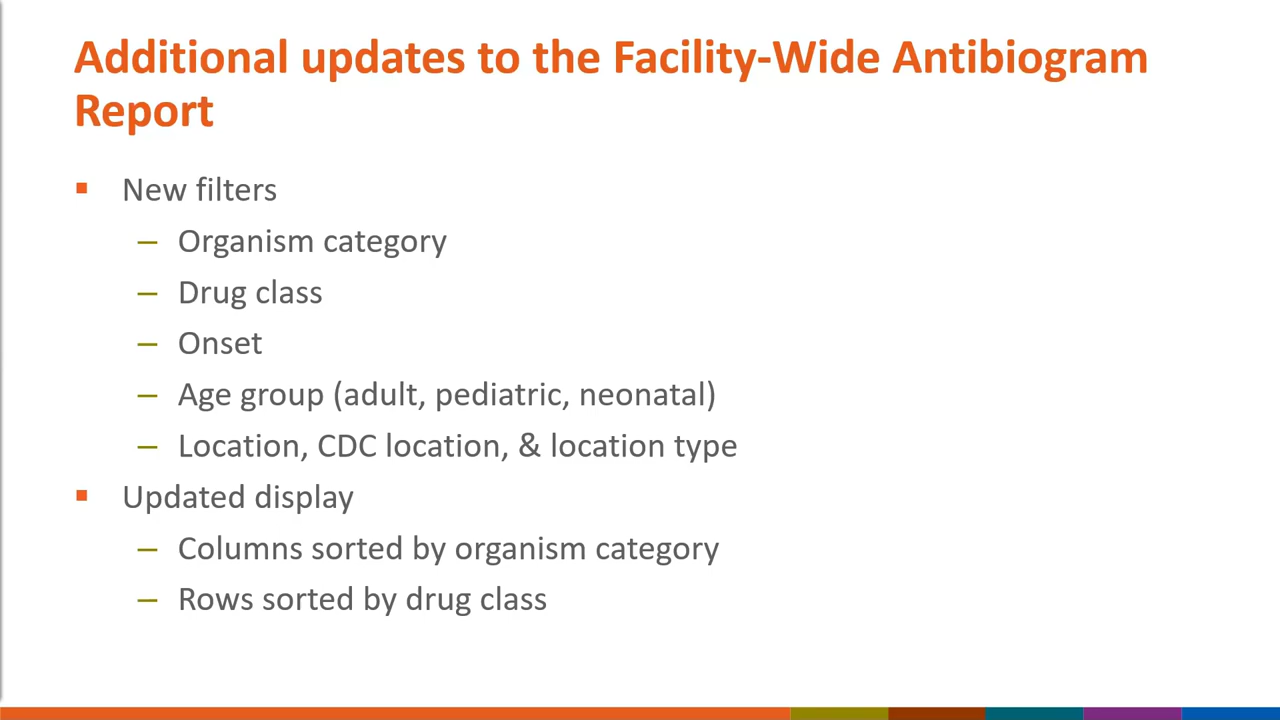 Additional updates to the Facility-Wide Antibiogram
Report
▪ New filters
– Organism category
– Drug class
– Onset
– Age group (adult, pediatric, neonatal)
– Location, CDC location, & location type
▪ Updated display
– Columns sorted by organism category
– Rows sorted by drug class